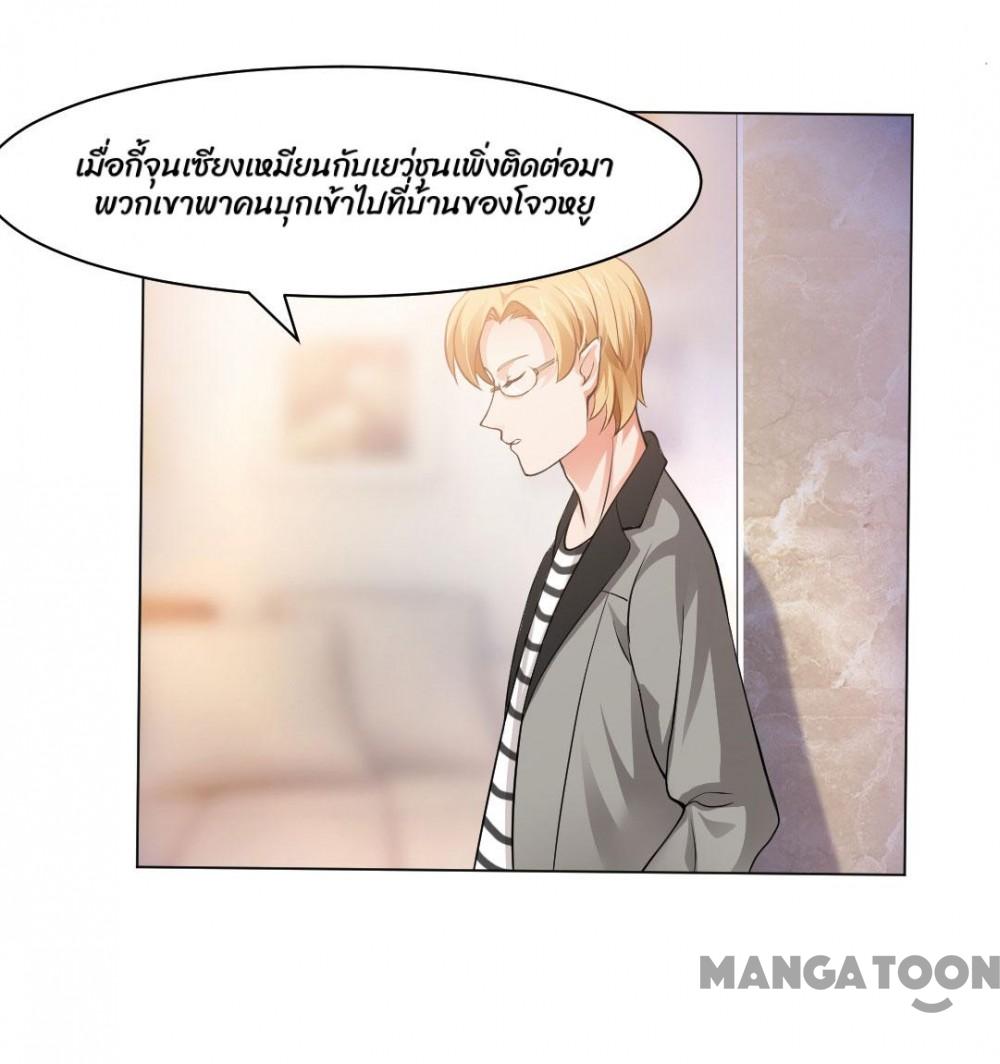 เมื่อกี้จุนเซียงเหมียนกับเยว่ชุนเพิ่งติดต่อมา
พวกเขาพาคนบุกเข้าไปที่บ้านของโจวหยู
MANGATOON